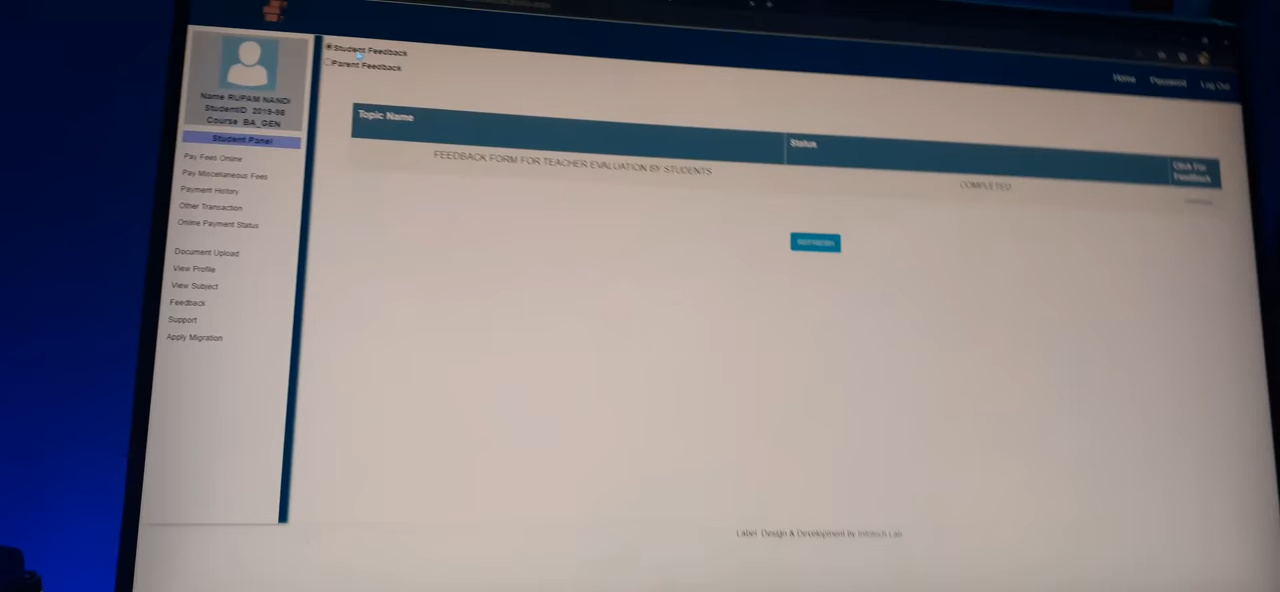 Home Password Log Out
Name RUPAM NANDI
StudentID 2019-98
Course BA_GEN
Student Panel
Pay Fees Online
Pay Miscellaneous Fees
Payment History
Other Transaction
Online Payment Status
Document Upload
View Profile
View Subject
Feedback
Support
Apply Migration
Student Feedback
Parent Feedback
Topic Name
Status
Click For
Feedback
FEEDBACK FORM FOR TEACHER EVALUATION BY STUDENTS
COMPLETED
REFRESH
Label Design & Development by Infotech Lab